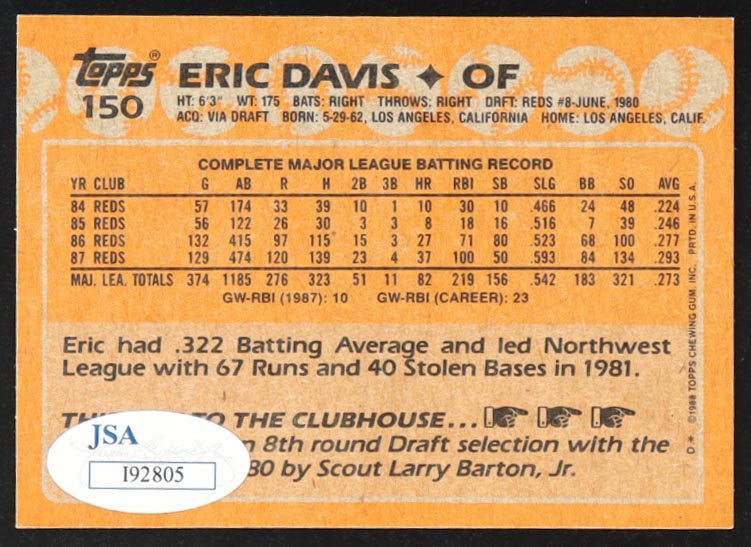 Topps®
150
ERIC DAVIS ♦ OF
HT: 6'3" WT: 175 BATS: RIGHT THROWS: RIGHT DRFT: REDS #8-JUNE, 1980
ACQ: VIA DRAFT BORN: 5-29-62, LOS ANGELES, CALIFORNIA HOME: LOS ANGELES, CALIF.
COMPLETE MAJOR LEAGUE BATTING RECORD
YR CLUB G AB R H 2B 3B HR RBI SB SLG BB SO AVG
84 REDS 57 174 33 39 10 1 10 30 10 .466 24 48 .224
85 REDS 56 122 26 30 3 3 8 18 16 .516 7 39 .246
86 REDS 132 415 97 115 15 3 27 71 80 .523 68 100 .277
87 REDS 129 474 120 139 23 4 37 100 50 .593 84 134 .293
MAJ. LEA. TOTALS 374 1185 276 323 51 11 82 219 156 .542 183 321 .273
GW-RBI (1987): 10 GW-RBI (CAREER): 23
Eric had .322 Batting Average and led Northwest
League with 67 Runs and 40 Stolen Bases in 1981.
TO THE CLUBHOUSE...
n 8th round Draft selection with the
80 by Scout Larry Barton, Jr.
JSA
I92805
D* ©1988 TOPPS CHEWING GUM, INC. PRTD. IN U.S.A.